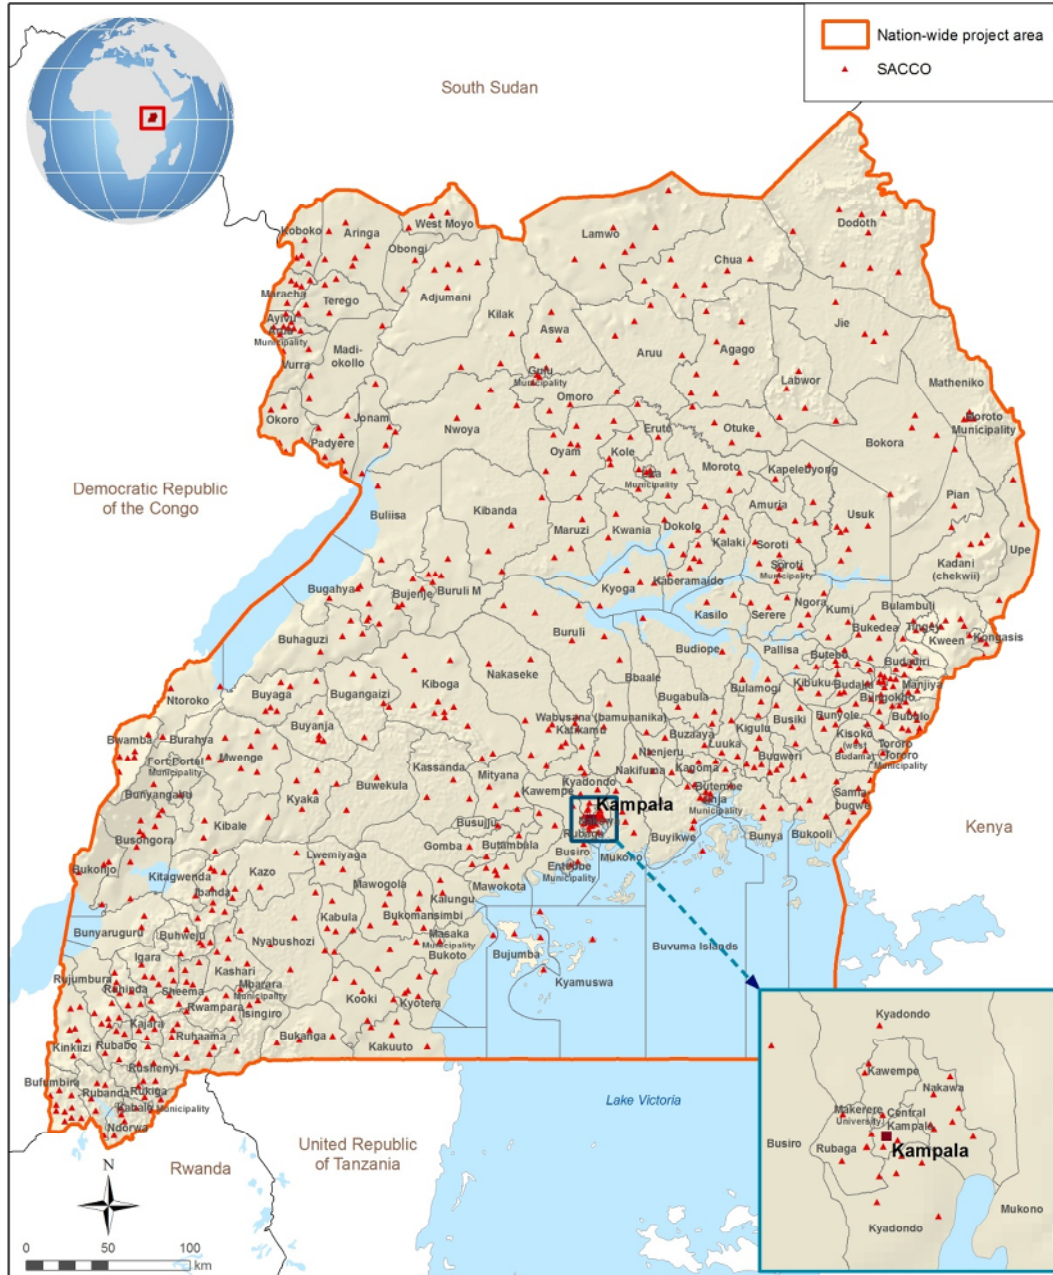 Nation-wide project area
SACCO
South Sudan
Democratic Republic
of the Congo
Kenya
United Republic
of Tanzania
Rwanda
Lake Victoria
Koboko
Aringa
West Moyo
Obongi
Lamwo
Dodoth
Chua
Maracha
Terego
Adjumani
Kilak
Aswa
Ayivu
Municipality
Vurra
Madi-
okollo
Gulu
Municipality
Aruu
Agago
Jie
Labwor
Matheniko
Omoro
Okoro
Jonam
Padyere
Nwoya
Oyam
Kole
Erute
Otuke
Bokora
Moroto
Municipality
Municipality
Moroto
Kapelebyong
Buliisa
Kibanda
Maruzi
Kwania
Dokolo
Kalaki
Amuria
Usuk
Pian
Upe
Soroti
Soroti
Municipality
Kadani
(chekwii)
Bugahya
Bujenje
Buruli M
Kyoga
Kaberamaido
Kasilo
Serere
Ngora
Kumi
Bulambuli
Bukedea
Tingey
Kween
Kongasis
Buhaguzi
Buruli
Budiope
Pallisa
Butebo
Budadiri
Manjiya
Bungokho
Bubulo
Ntoroko
Buyaga
Bugangaizi
Kiboga
Nakaseke
Bbaale
Bugabula
Bulamogi
Kibuku
Budaka
Buyanja
Wabusana (bamunanika)
Katikamu
Buzaaya
Kigulu
Busiki
Bunyole
Kisoko
(west
Budama)
Tororo
Tororo
Municipality
Bwamba
Burahya
Fort Portal
Municipality
Mwenge
Kassanda
Mityana
Ntenjeru
Luuka
Bugweri
Bunyangabu
Kyaka
Buwekula
Kawempe
Kyadondo
Nakifuma
Kagoma
Butembe
Jinja
Municipality
Samia
bugwe
Kampala
Busongora
Kibale
Busujju
Rubaga
Buyikwe
Bunya
Bukooli
Gomba
Butambala
Busiro
Mukono
Entebbe
Municipality
Bukonjo
Kitagwenda
Ibanda
Kazo
Lwemiyaga
Mawogola
Kalungu
Mawokota
Bunyaruguru
Buhweju
Nyabushozi
Kabula
Bukomansimbi
Masaka
Municipality
Bukoto
Bujumba
Buvuma Islands
Kyamuswa
Igara
Kashari
Rujumbura
Ruhinda
Sheema
Mbarara
Municipality
Rwampara
Isingiro
Kooki
Kyotera
Kajara
Kinkiizi
Rubabo
Ruhaama
Bukanga
Kakuuto
Rushenyi
Bufumbira
Rubanda
Rukiga
Kabale Municipality
Ndorwa
N
0
50
100
km
Kyadondo
Kawempe
Nakawa
Makerere
University
Central
Kampala
Busiro
Rubaga
Kampala
Mukono
Kyadondo